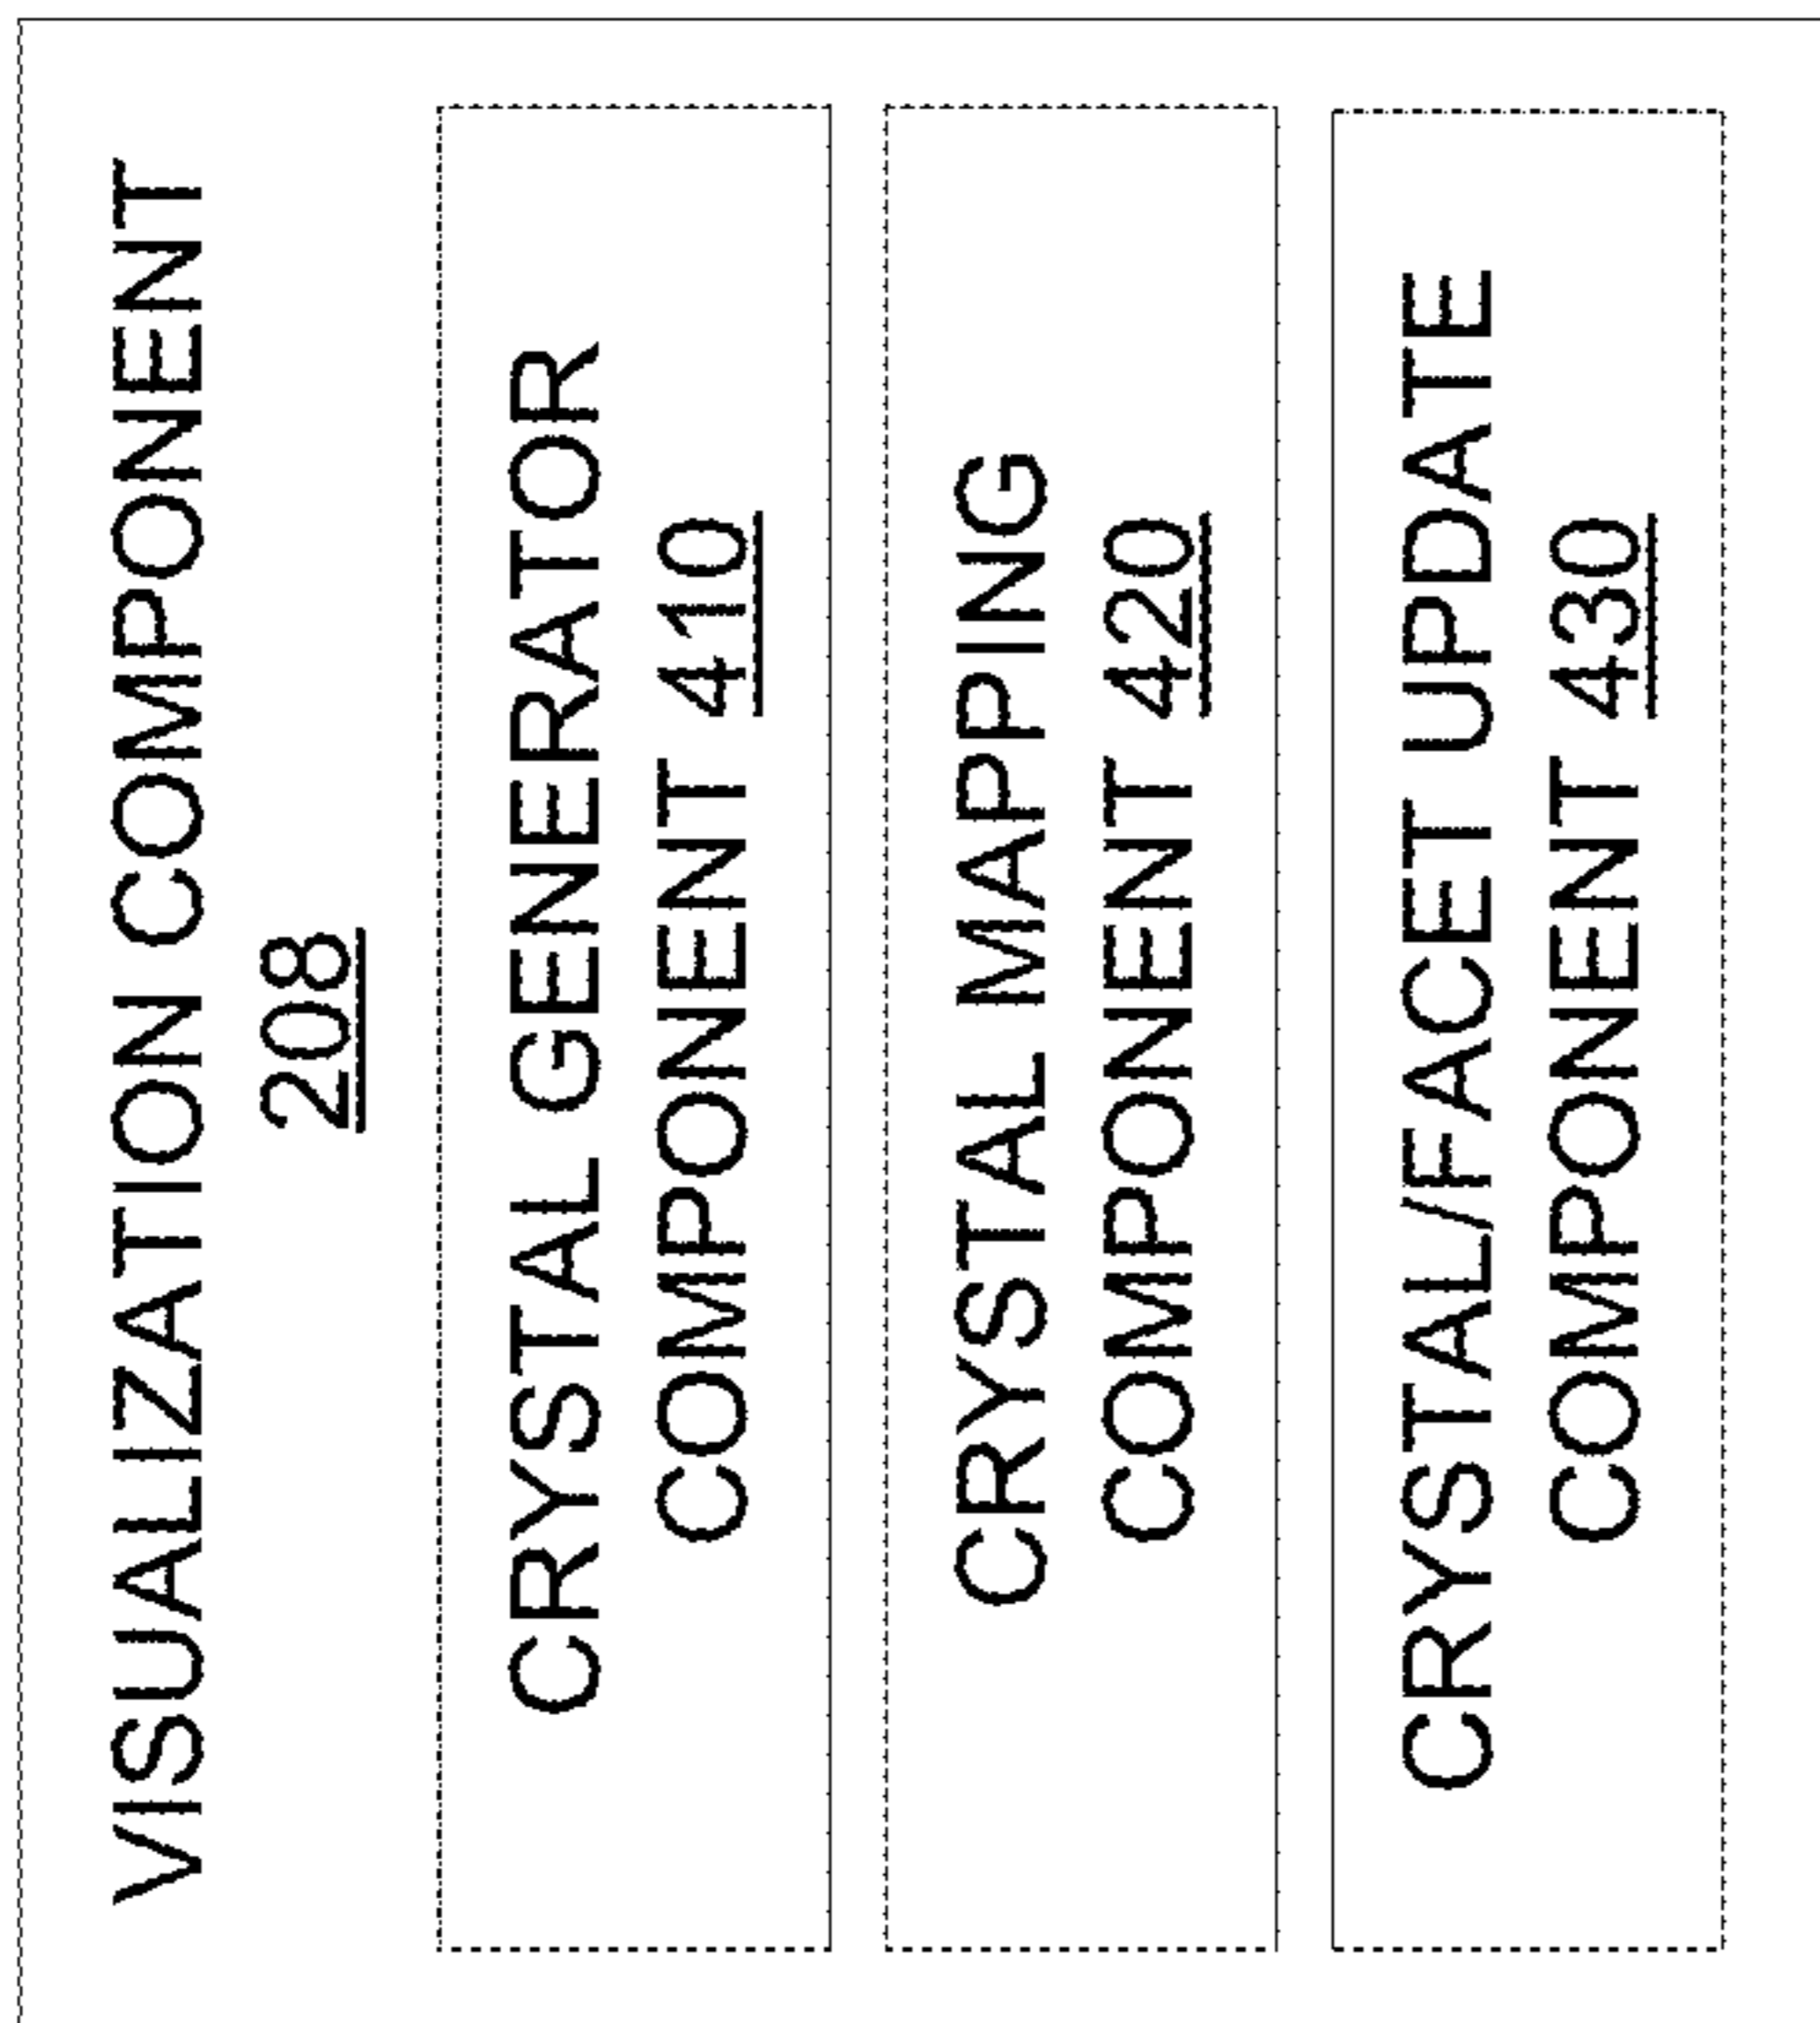 VISUALIZATION COMPONENT
208
CRYSTAL GENERATOR
COMPONENT 410
CRYSTAL MAPPING
COMPONENT 420
CRYSTAL/FACET UPDATE
COMPONENT 430